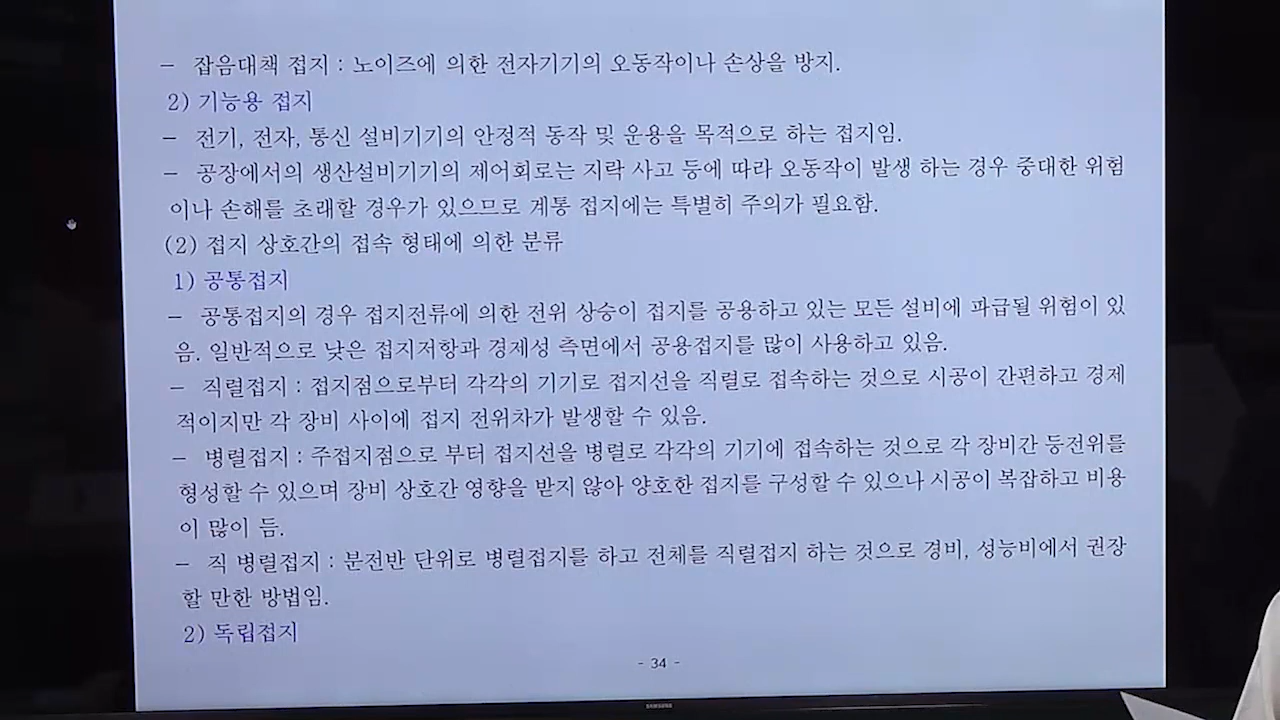 - 잡음대책 접지 : 노이즈에 의한 전자기기의 오동작이나 손상을 방지.
2) 기능용 접지
- 전기, 전자, 통신 설비기기의 안정적 동작 및 운용을 목적으로 하는 접지임.
- 공장에서의 생산설비기기의 제어회로는 지락 사고 등에 따라 오동작이 발생 하는 경우 중대한 위험
이나 손해를 초래할 경우가 있으므로 계통 접지에는 특별히 주의가 필요함.
(2) 접지 상호간의 접속 형태에 의한 분류
1) 공통접지
- 공통접지의 경우 접지전류에 의한 전위 상승이 접지를 공용하고 있는 모든 설비에 파급될 위험이 있
음. 일반적으로 낮은 접지저항과 경제성 측면에서 공용접지를 많이 사용하고 있음.
- 직렬접지 : 접지점으로부터 각각의 기기로 접지선을 직렬로 접속하는 것으로 시공이 간편하고 경제
적이지만 각 장비 사이에 접지 전위차가 발생할 수 있음.
- 병렬접지 : 주접지점으로 부터 접지선을 병렬로 각각의 기기에 접속하는 것으로 각 장비간 등전위를
형성할 수 있으며 장비 상호간 영향을 받지 않아 양호한 접지를 구성할 수 있으나 시공이 복잡하고 비용
이 많이 듬.
- 직 병렬접지 : 분전반 단위로 병렬접지를 하고 전체를 직렬접지 하는 것으로 경비, 성능비에서 권장
할 만한 방법임.
2) 독립접지
- 34 -
SAMSUNG